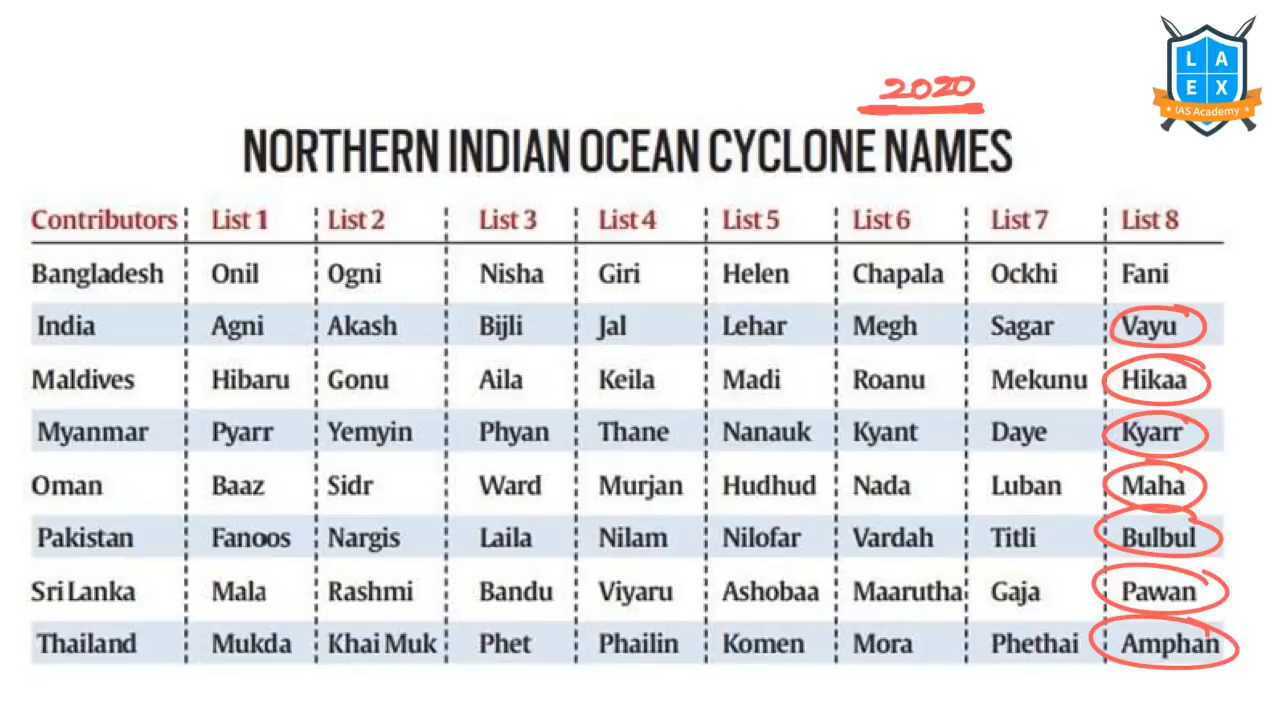 2020
L A
E X
IAS Academy
NORTHERN INDIAN OCEAN CYCLONE NAMES
Contributors List 1 List 2 List 3 List 4 List 5 List 6 List 7 List 8
Bangladesh Onil Ogni Nisha Giri Helen Chapala Ockhi Fani
India Agni Akash Bijli Jal Lehar Megh Sagar Vayu
Maldives Hibaru Gonu Aila Keila Madi Roanu Mekunu Hikaa
Myanmar Pyarr Yemyin Phyan Thane Nanauk Kyant Daye Kyarr
Oman Baaz Sidr Ward Murjan Hudhud Nada Luban Maha
Pakistan Fanoos Nargis Laila Nilam Nilofar Vardah Titli Bulbul
Sri Lanka Mala Rashmi Bandu Viyaru Ashobaa Maarutha Gaja Pawan
Thailand Mukda Khai Muk Phet Phailin Komen Mora Phethai Amphan